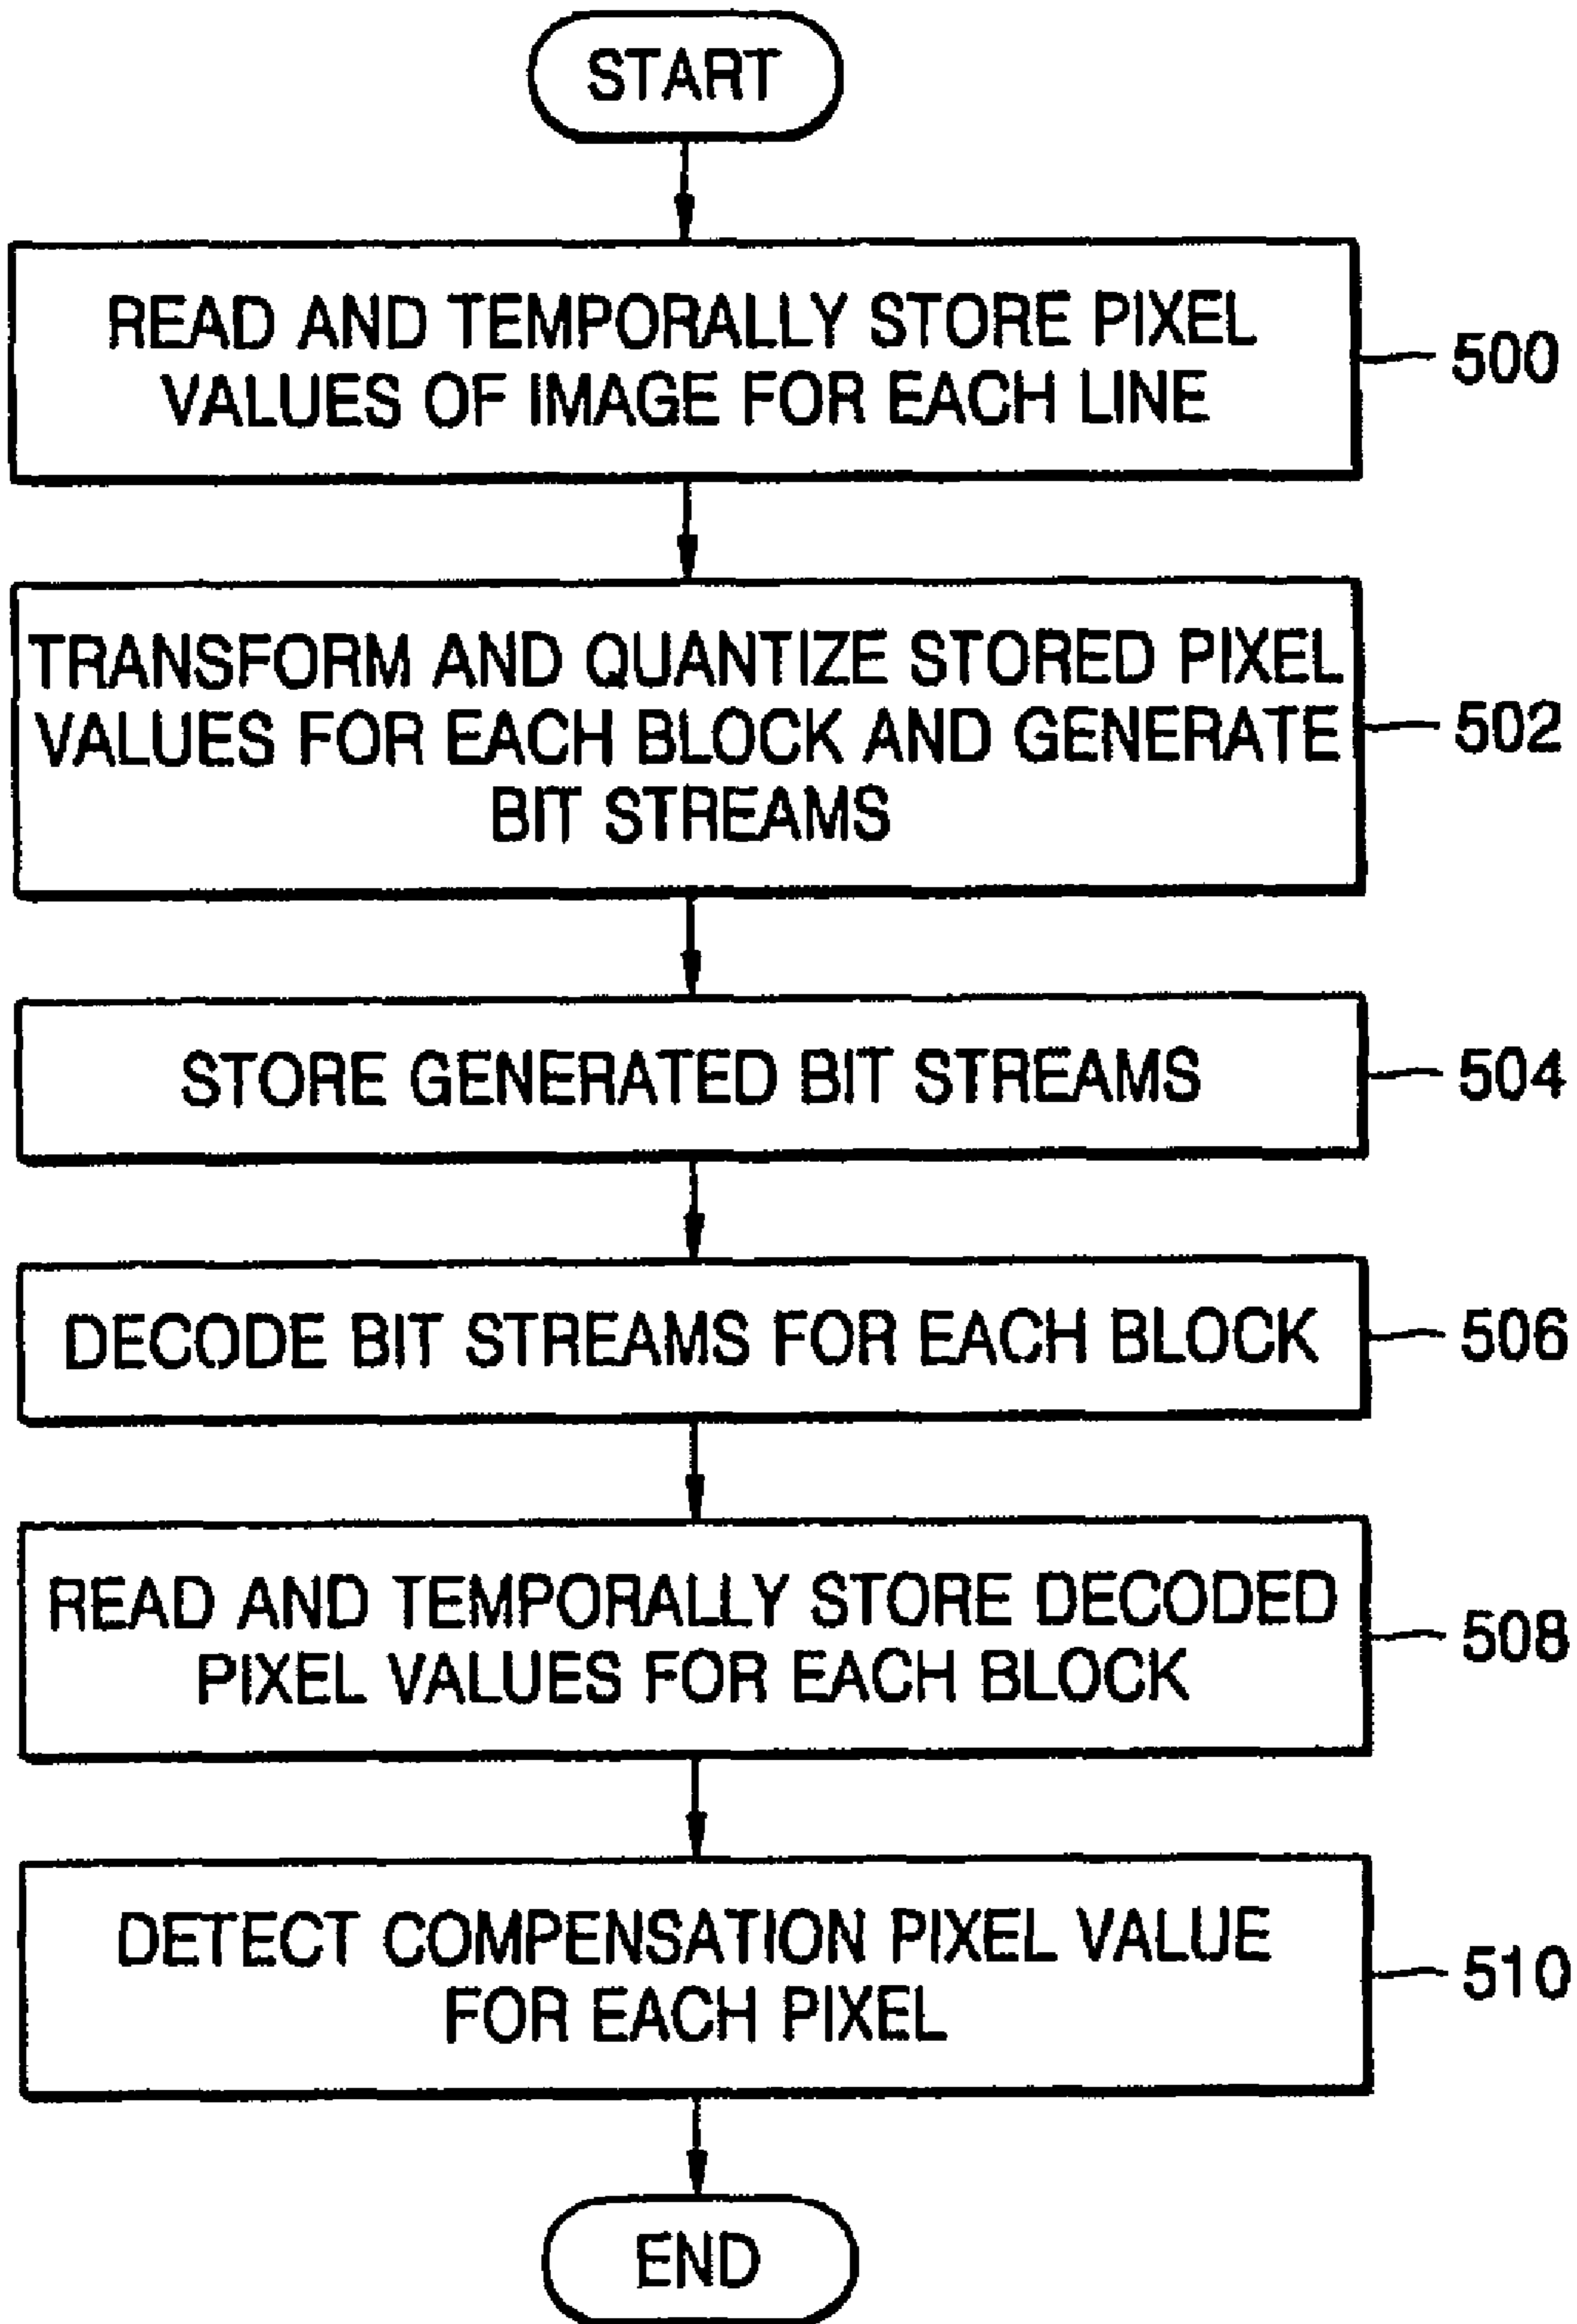 START
READ AND TEMPORALLY STORE PIXEL
VALUES OF IMAGE FOR EACH LINE
500
TRANSFORM AND QUANTIZE STORED PIXEL
VALUES FOR EACH BLOCK AND GENERATE
BIT STREAMS
502
STORE GENERATED BIT STREAMS
504
DECODE BIT STREAMS FOR EACH BLOCK
506
READ AND TEMPORALLY STORE DECODED
PIXEL VALUES FOR EACH BLOCK
508
DETECT COMPENSATION PIXEL VALUE
FOR EACH PIXEL
510
END